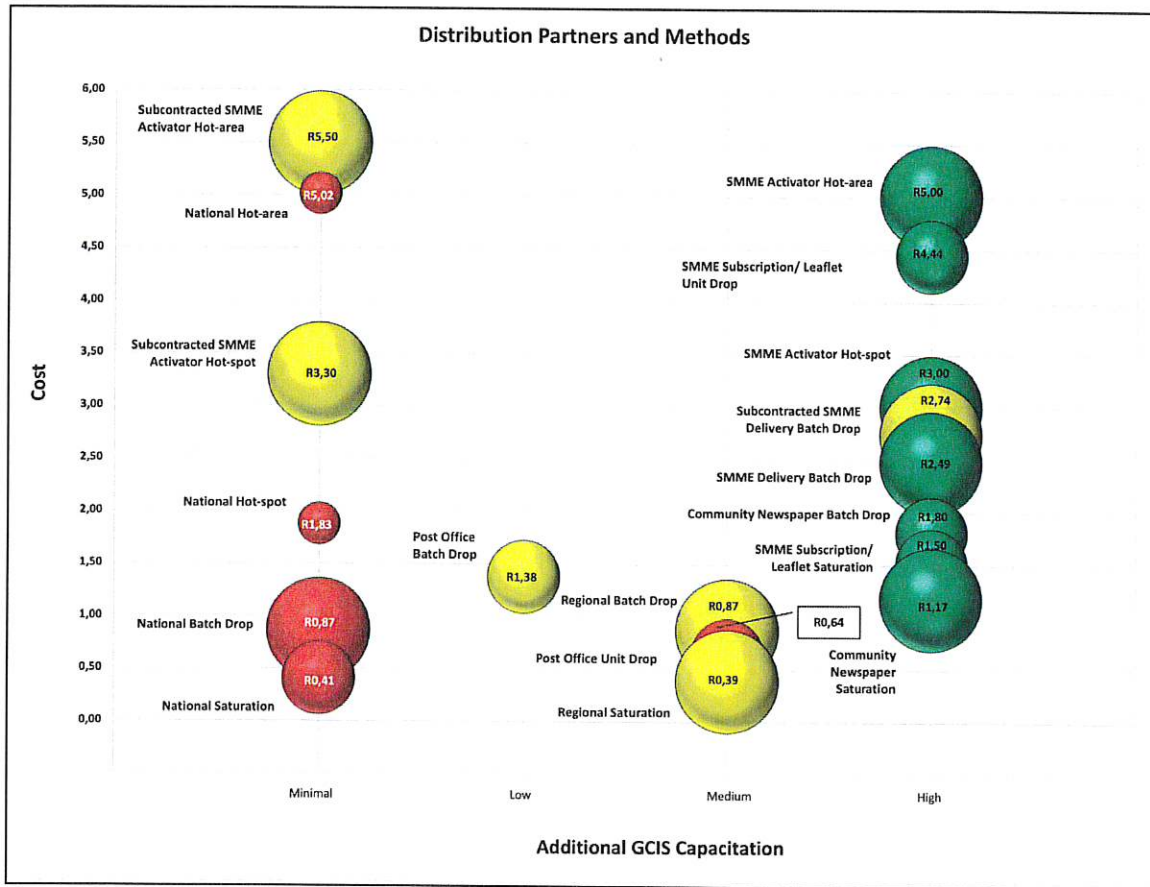 Distribution Partners and Methods
6,00
5,50
5,00
4,50
4,00
3,50
3,00
2,50
2,00
1,50
1,00
0,50
0,00
Cost
Subcontracted SMME
Activator Hot-area
R5,50
National Hot-area
R5,02
Subcontracted SMME
Activator Hot-spot
R3,30
National Hot-spot
R1,83
National Batch Drop
R0,87
National Saturation
R0,41
Post Office
Batch Drop
R1,38
Regional Batch Drop
R0,87
Post Office Unit Drop
R0,64
Regional Saturation
R0,39
SMME Activator Hot-area
R5,00
SMME Subscription/ Leaflet
Unit Drop
R4,44
SMME Activator Hot-spot
R3,00
Subcontracted SMME
Delivery Batch Drop
R2,74
SMME Delivery Batch Drop
R2,49
Community Newspaper Batch Drop
R1,80
SMME Subscription/
Leaflet Saturation
R1,50
Community
Newspaper
Saturation
R1,17
Minimal
Low
Medium
High
Additional GCIS Capacitation